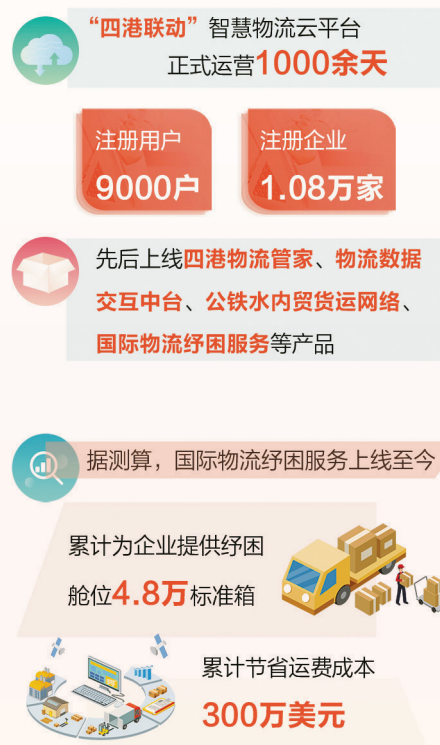 “四港联动”智慧物流云平台
正式运营1000余天
注册用户
9000户
注册企业
1.08万家
先后上线四港物流管家、物流数据
交互中台、公铁水内贸货运网络、
国际物流纾困服务等产品
据测算，国际物流纾困服务上线至今
累计为企业提供纾困
舱位4.8万标准箱
累计节省运费成本
300万美元